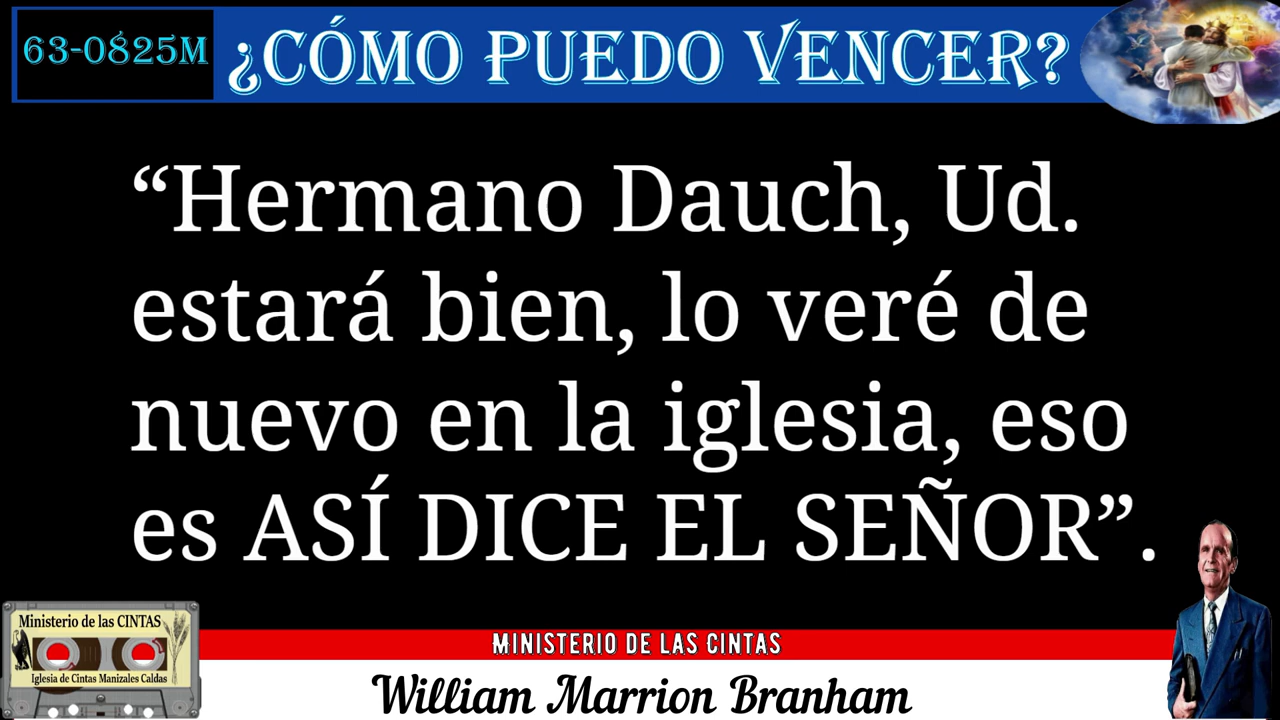 63-0825M ¿CÓMO PUEDO VENCER?
“Hermano Dauch, Ud.
estará bien, lo veré de
nuevo en la iglesia, eso
es ASÍ DICE EL SEÑOR”.
Ministerio de las CINTAS
Iglesia de Cintas Manizales Caldas
MINISTERIO DE LAS CINTAS
William Marrion Branham